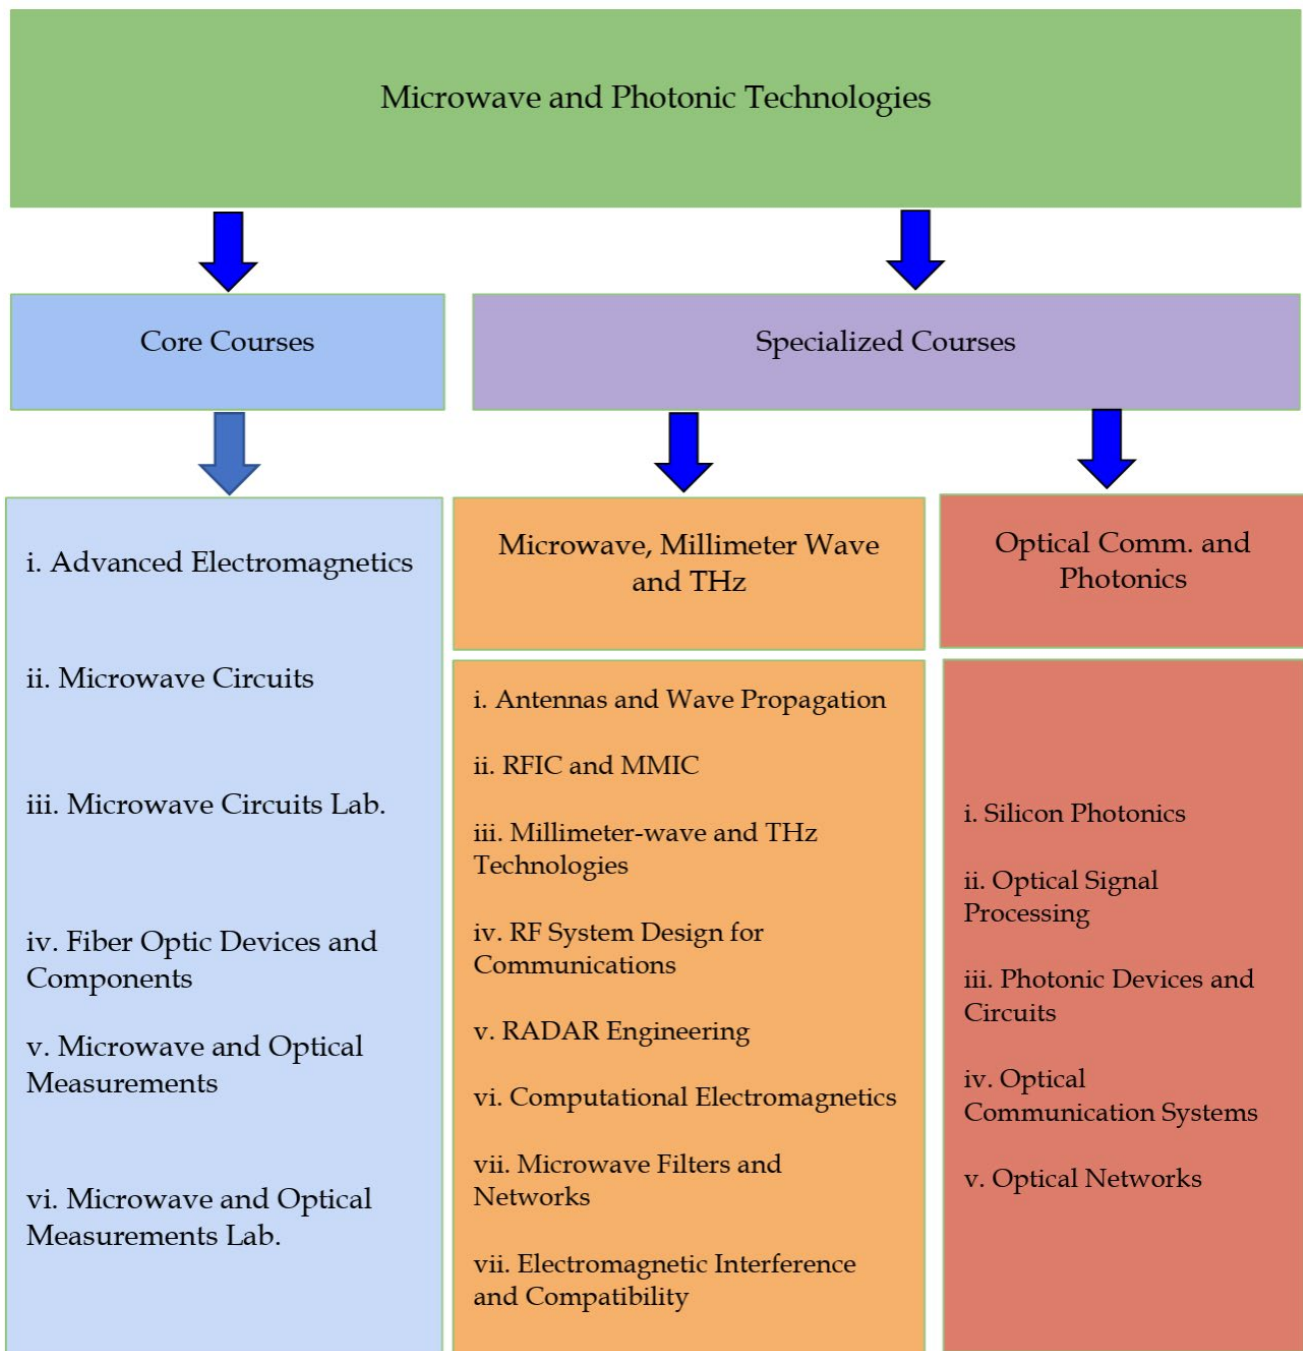 Microwave and Photonic Technologies
Core Courses
Specialized Courses
i. Advanced Electromagnetics
ii. Microwave Circuits
iii. Microwave Circuits Lab.
iv. Fiber Optic Devices and
Components
v. Microwave and Optical
Measurements
vi. Microwave and Optical
Measurements Lab.
Microwave, Millimeter Wave
and THz
i. Antennas and Wave Propagation
ii. RFIC and MMIC
iii. Millimeter-wave and THz
Technologies
iv. RF System Design for
Communications
v. RADAR Engineering
vi. Computational Electromagnetics
vii. Microwave Filters and
Networks
vii. Electromagnetic Interference
and Compatibility
Optical Comm. and
Photonics
i. Silicon Photonics
ii. Optical Signal
Processing
iii. Photonic Devices and
Circuits
iv. Optical
Communication Systems
v. Optical Networks